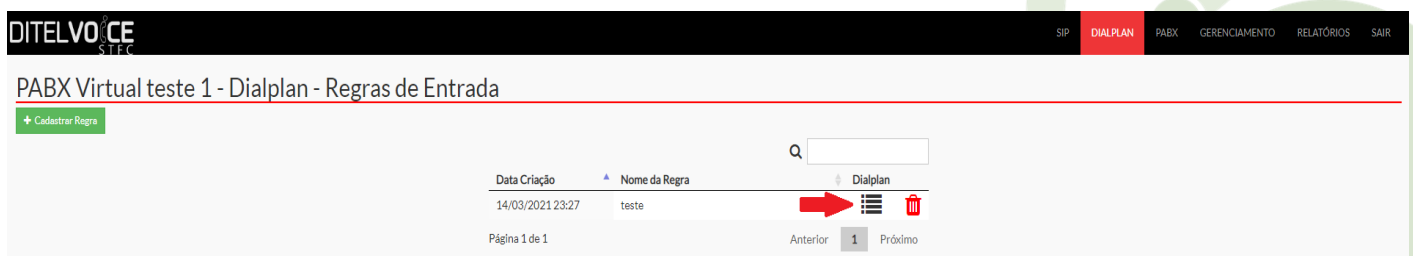 DITELVOICE
STFC
SIP DIALPLAN PABX GERENCIAMENTO RELATÓRIOS SAIR
PABX Virtual teste 1 - Dialplan - Regras de Entrada
+ Cadastrar Regra
Data Criação Nome da Regra Dialplan
14/03/2021 23:27 teste
Página 1 de 1 Anterior 1 Próximo